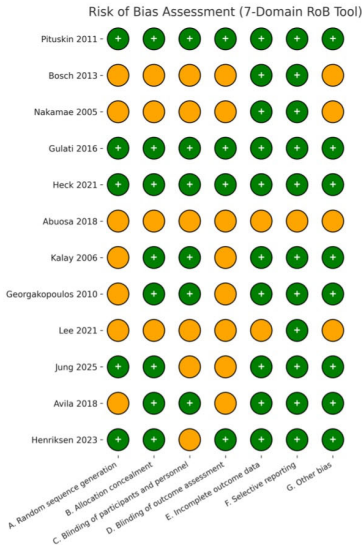 Risk of Bias Assessment (7-Domain RoB Tool)
Pituskin 2011 + + + + + + +
Bosch 2013 + +
Nakamae 2005 + +
Gulati 2016 + + + + + + +
Heck 2021 + + + + + + +
Abuosa 2018
Kalay 2006 + + + + +
Georgakopoulos 2010 + + + + +
Lee 2021 +
Jung 2025 + + + + +
Avila 2018 + + + + +
Henriksen 2023 + + + + + +
A. Random sequence generation
B. Allocation concealment
C. Blinding of participants and personnel
D. Blinding of outcome assessment
E. Incomplete outcome data
F. Selective reporting
G. Other bias